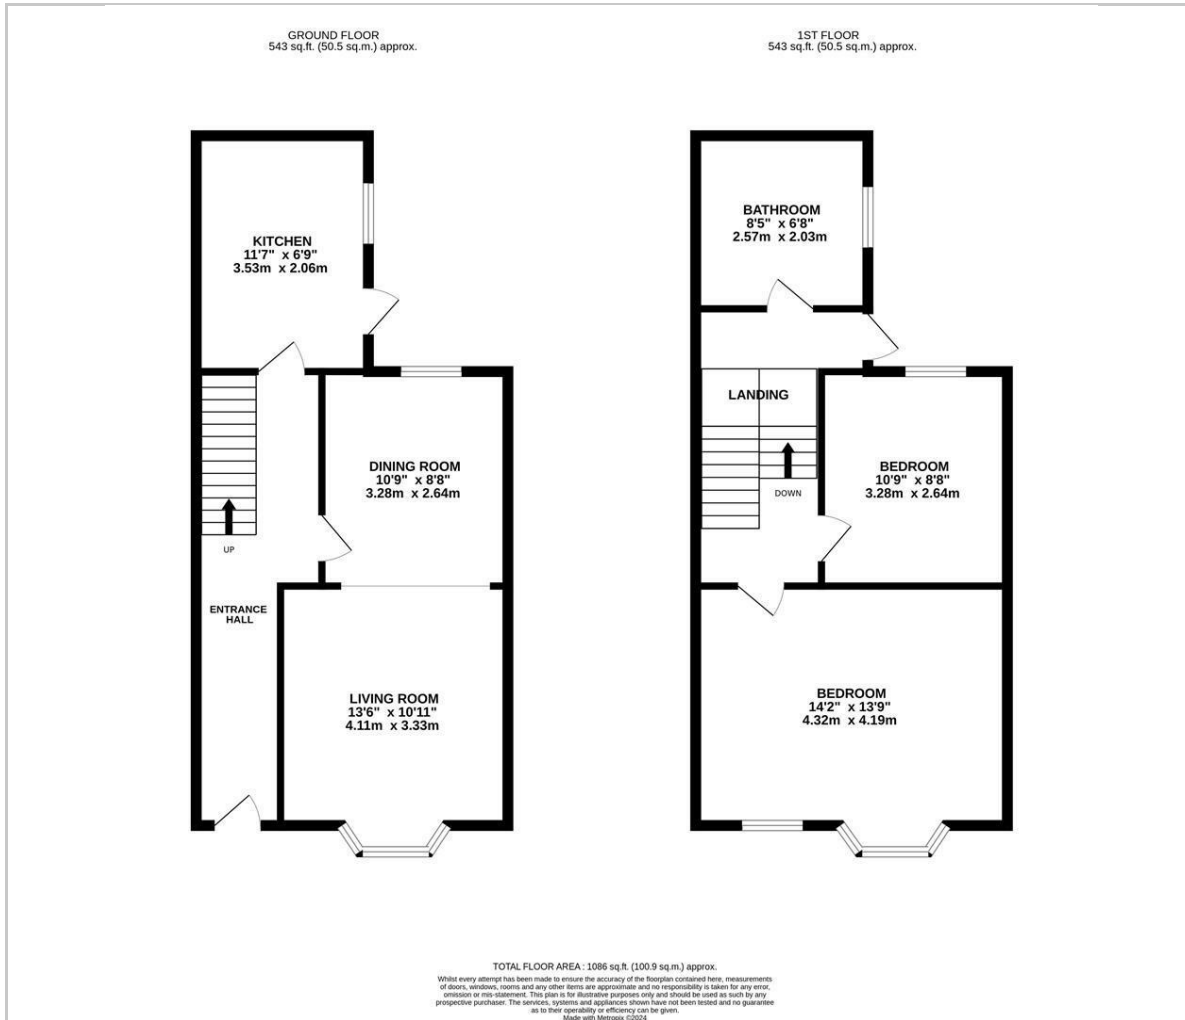 GROUND FLOOR
543 sq.ft. (50.5 sq.m.) approx.
KITCHEN
11'7" x 6'9"
3.53m x 2.06m
DINING ROOM
10'9" x 8'8"
3.28m x 2.64m
UP
ENTRANCE
HALL
LIVING ROOM
13'6" x 10'11"
4.11m x 3.33m
1ST FLOOR
543 sq.ft. (50.5 sq.m.) approx.
BATHROOM
8'5" x 6'8"
2.57m x 2.03m
LANDING
DOWN
BEDROOM
10'9" x 8'8"
3.28m x 2.64m
BEDROOM
14'2" x 13'9"
4.32m x 4.19m
TOTAL FLOOR AREA : 1086 sq.ft. (100.9 sq.m.) approx.
Whilst every attempt has been made to ensure the accuracy of the floorplan contained here, measurements
of doors, windows, rooms and any other items are approximate and no responsibility is taken for any error,
omission or mis-statement. This plan is for illustrative purposes only and should be used as such by any
prospective purchaser. The services, systems and appliances shown have not been tested and no guarantee
as to their operability or efficiency can be given.
Made with Metropix ©2024